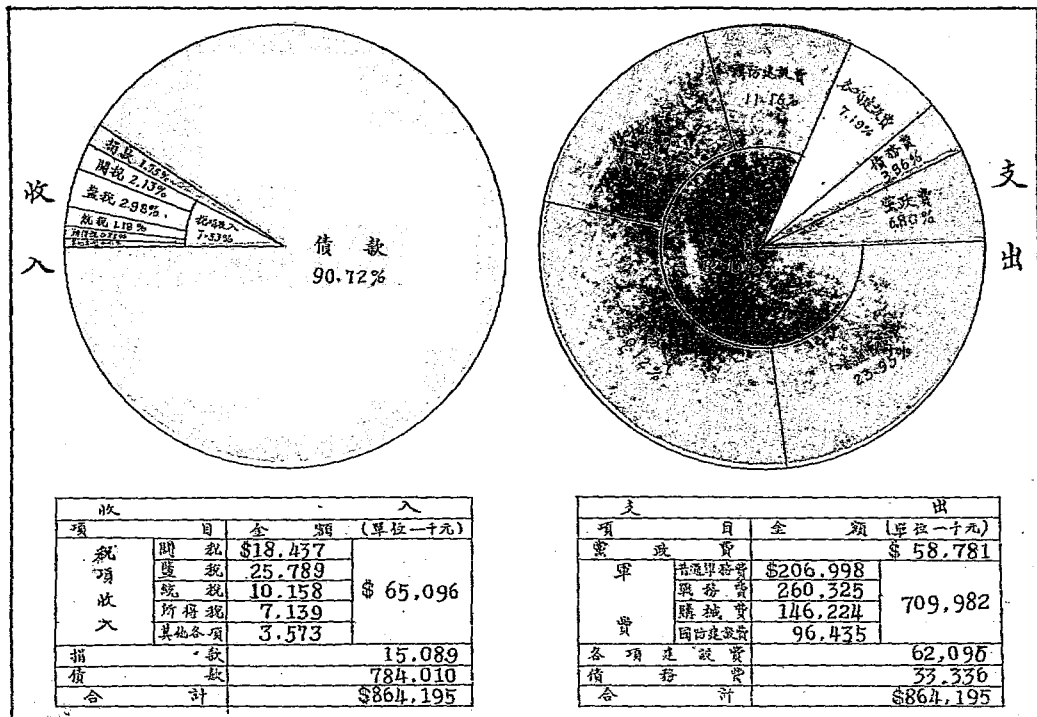 收入
捐款 1.75%
關稅 2.13%
鹽稅 2.98%
統稅 1.18%
稅項收入
7.53%
債款
90.72%
支出
國防建設費
11.16%
各項建設費
7.19%
債務費
3.86%
黨政費
6.80%
23.95%
收入
項目 金額 (單位一千元)
稅項收入
關稅 $18.437
鹽稅 25.789
統稅 10.158
所得稅 7.139
其他各項 3.573
$ 65,096
捐款 15.089
債款 784.010
合計 $864,195
支出
項目 金額 (單位一千元)
黨政費 $ 58.781
軍費
普通軍務費 $206.998
戰務費 260,325
購械費 146,224
國防建設費 96.435
709,982
各項建設費 62,096
債務費 33.336
合計 $864,195